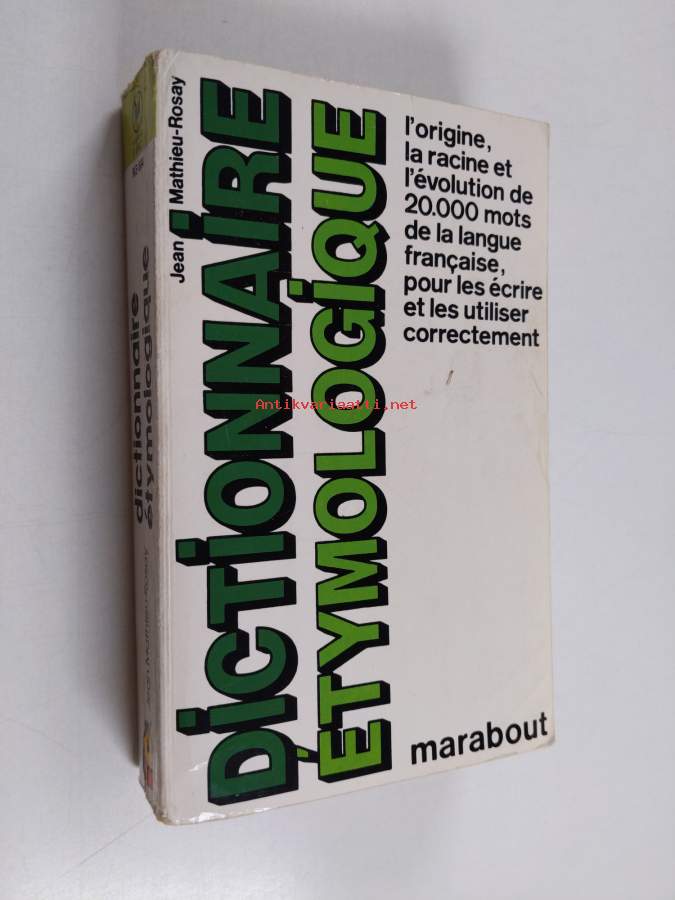 Jean Mathieu-Rosay
DICTIONNAIRE
ÉTYMOLOGIQUE
l'origine,
la racine et
l'évolution de
20.000 mots
de la langue
française,
pour les écrire
et les utiliser
correctement
marabout
dictionnaire
étymologique
Jean Mathieu-Rosay
Antikvariaatti.net